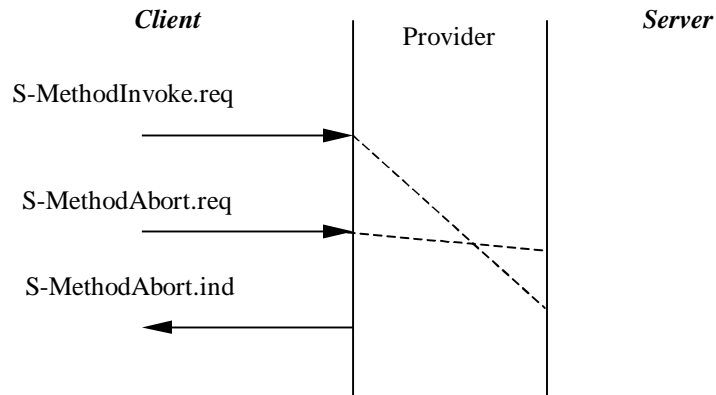 Client
Provider
Server
S-MethodInvoke.req
S-MethodAbort.req
S-MethodAbort.ind